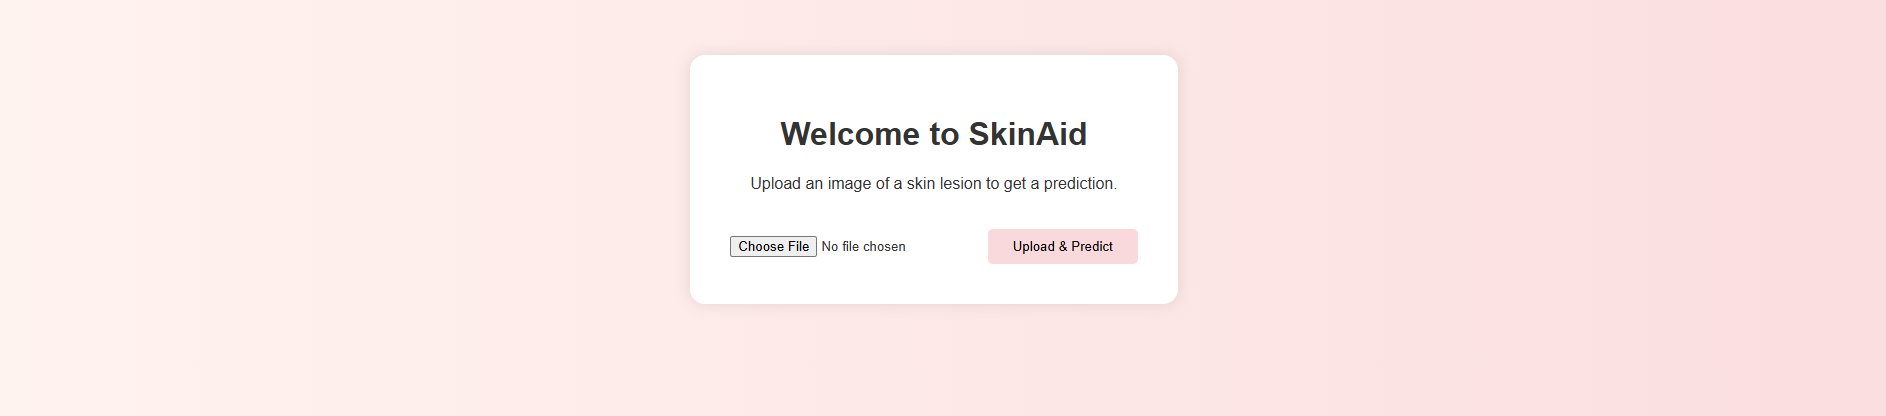 Welcome to SkinAid
Upload an image of a skin lesion to get a prediction.
Choose File No file chosen Upload & Predict